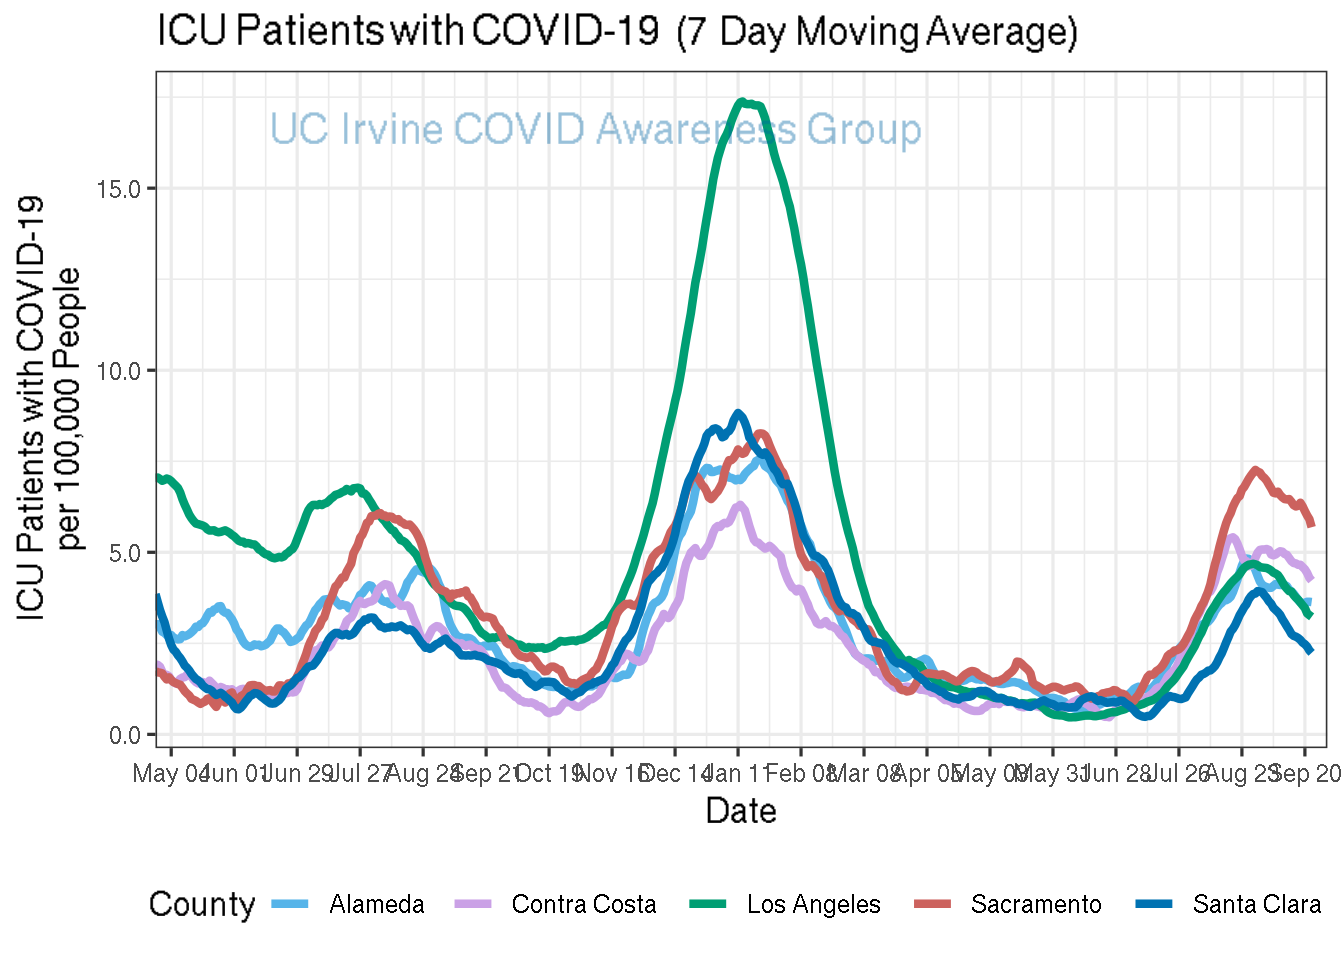 ICU Patients with COVID-19 (7 Day Moving Average)
UC Irvine COVID Awareness Group
ICU Patients with COVID-19
per 100,000 People
15.0
10.0
5.0
0.0
May 04 Jun 01 Jun 29 Jul 27 Aug 24 Sep 21 Oct 19 Nov 16 Dec 14 Jan 11 Feb 08 Mar 08 Apr 05 May 03 May 31 Jun 28 Jul 26 Aug 23 Sep 20
Date
County Alameda Contra Costa Los Angeles Sacramento Santa Clara